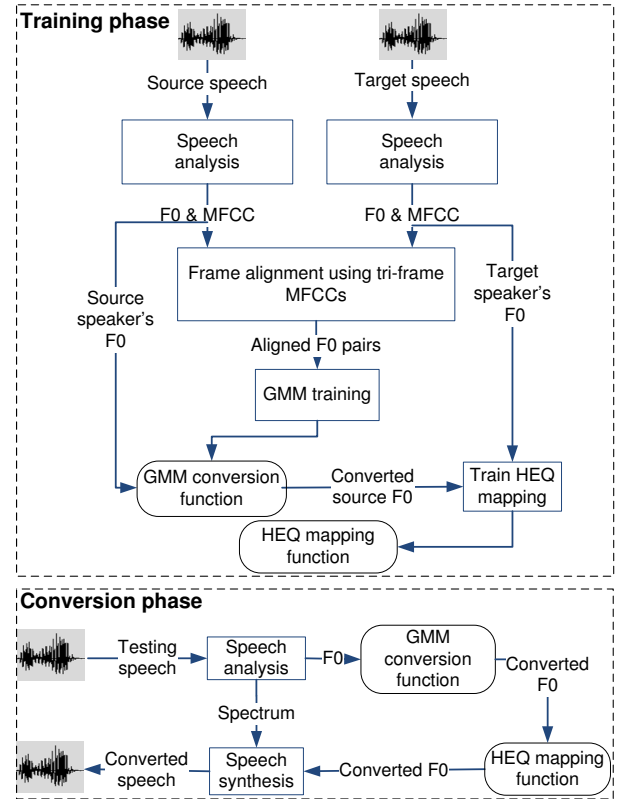 Training phase
Source speech
Target speech
Speech
analysis
Speech
analysis
F0 & MFCC
F0 & MFCC
Frame alignment using tri-frame
MFCCs
Source
speaker's
F0
Target
speaker's
F0
Aligned F0 pairs
GMM training
GMM conversion
function
Converted
source F0
Train HEQ
mapping
HEQ mapping
function
Conversion phase
Testing
speech
Speech
analysis
F0
GMM
conversion
function
Converted
F0
Spectrum
Converted
speech
Speech
synthesis
Converted F0
HEQ mapping
function